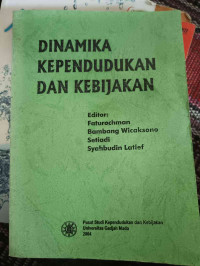 DINAMIKA
KEPENDUDUKAN
DAN KEBIJAKAN
Editor:
Faturochman
Bambang Wicaksono
Setiadi
Syahbudin Latief
Pusat Studi Kependudukan dan Kebijakan
Universitas Gadjah Mada
2004